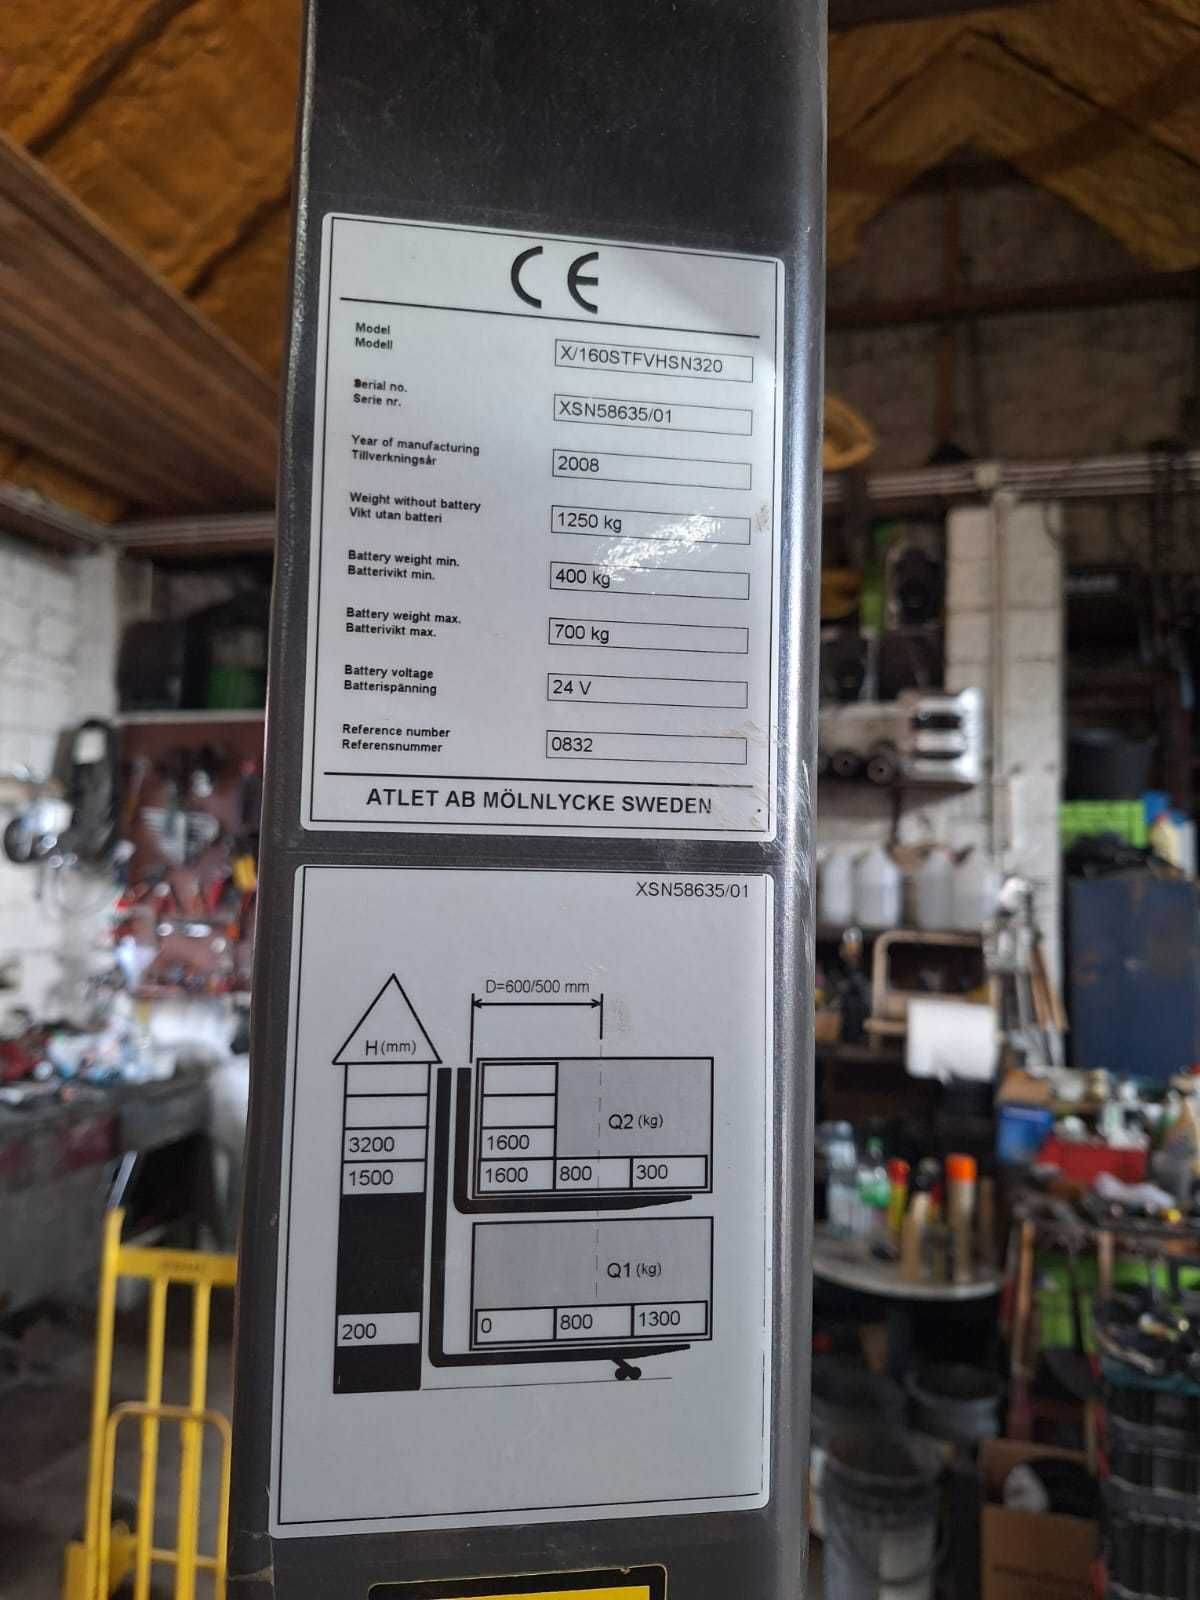 CE
Model
Modell
X/160STFVHSN320
Serial no.
Serie nr.
XSN58635/01
Year of manufacturing
Tillverkningsår
2008
Weight without battery
Vikt utan batteri
1250 kg
Battery weight min.
Batterivikt min.
400 kg
Battery weight max.
Batterivikt max.
700 kg
Battery voltage
Batterispänning
24 V
Reference number
Referensnummer
0832
ATLET AB MÖLNLYCKE SWEDEN
XSN58635/01
D=600/500 mm
H (mm)
Q2 (kg)
3200 1600
1500 1600 800 300
Q1 (kg)
200 0 800 1300